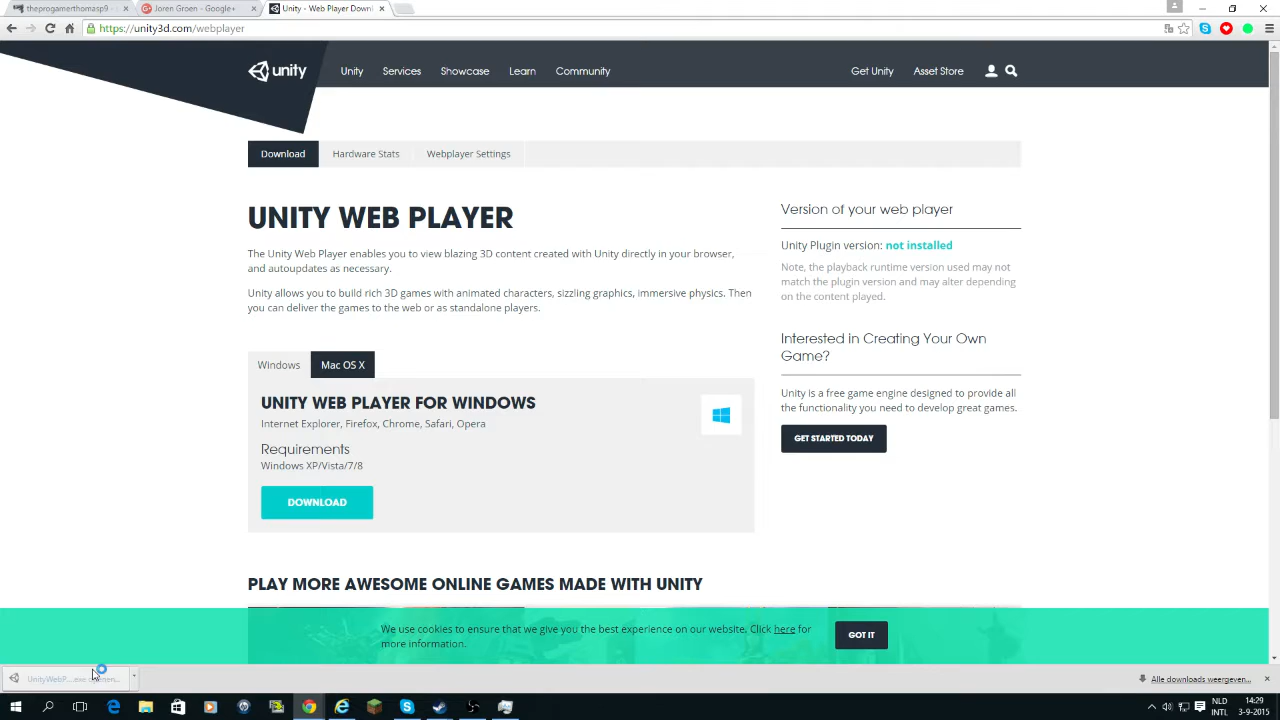 theprogamerthomasp9 -
Joren Groen - Google+
Unity - Web Player Downl
https://unity3d.com/webplayer
unity
Unity
Services
Showcase
Learn
Community
Get Unity
Asset Store
Download
Hardware Stats
Webplayer Settings
UNITY WEB PLAYER
The Unity Web Player enables you to view blazing 3D content created with Unity directly in your browser,
and autoupdates as necessary.
Unity allows you to build rich 3D games with animated characters, sizzling graphics, immersive physics. Then
you can deliver the games to the web or as standalone players.
Version of your web player
Unity Plugin version: not installed
Note, the playback runtime version used may not
match the plugin version and may alter depending
on the content played.
Interested in Creating Your Own
Game?
Unity is a free game engine designed to provide all
the functionality you need to develop great games.
GET STARTED TODAY
Windows
Mac OS X
UNITY WEB PLAYER FOR WINDOWS
Internet Explorer, Firefox, Chrome, Safari, Opera
Requirements
Windows XP/Vista/7/8
DOWNLOAD
PLAY MORE AWESOME ONLINE GAMES MADE WITH UNITY
We use cookies to ensure that we give you the best experience on our website. Click here for
more information.
GOT IT
UnityWebP....exe
Alle downloads weergeven...
NLD
INTL
14:29
3-9-2015